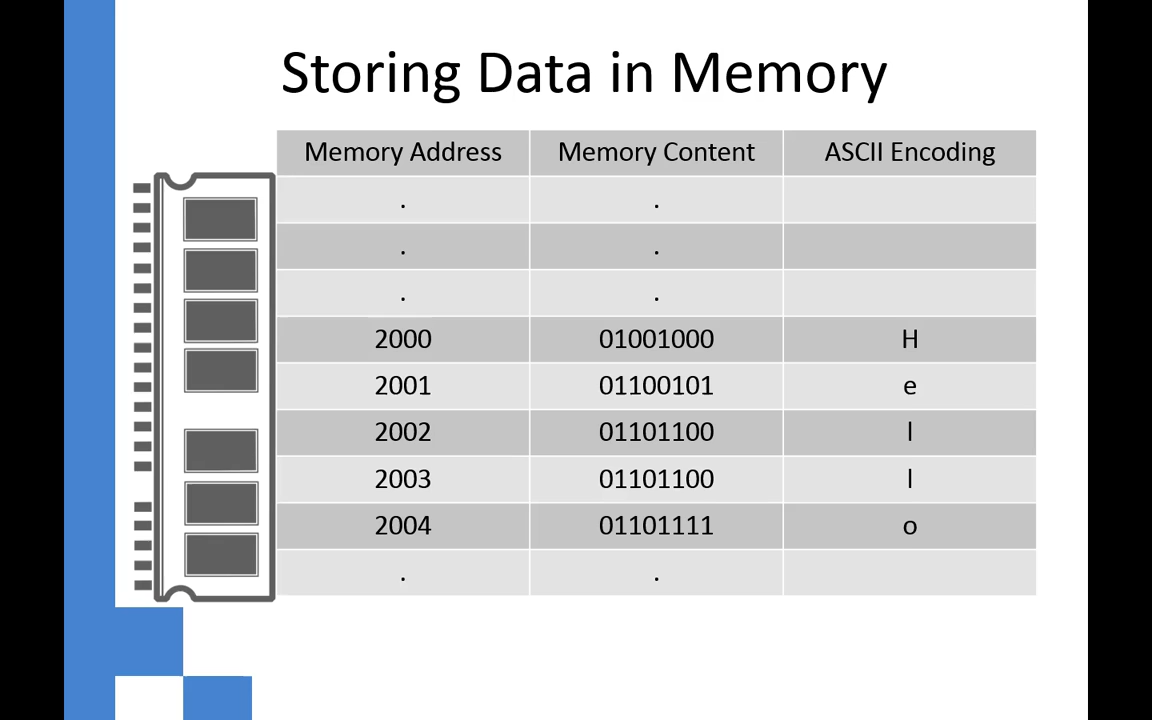 Storing Data in Memory
Memory Address Memory Content ASCII Encoding
. .
. .
. .
2000 01001000 H
2001 01100101 e
2002 01101100 l
2003 01101100 l
2004 01101111 o
. .